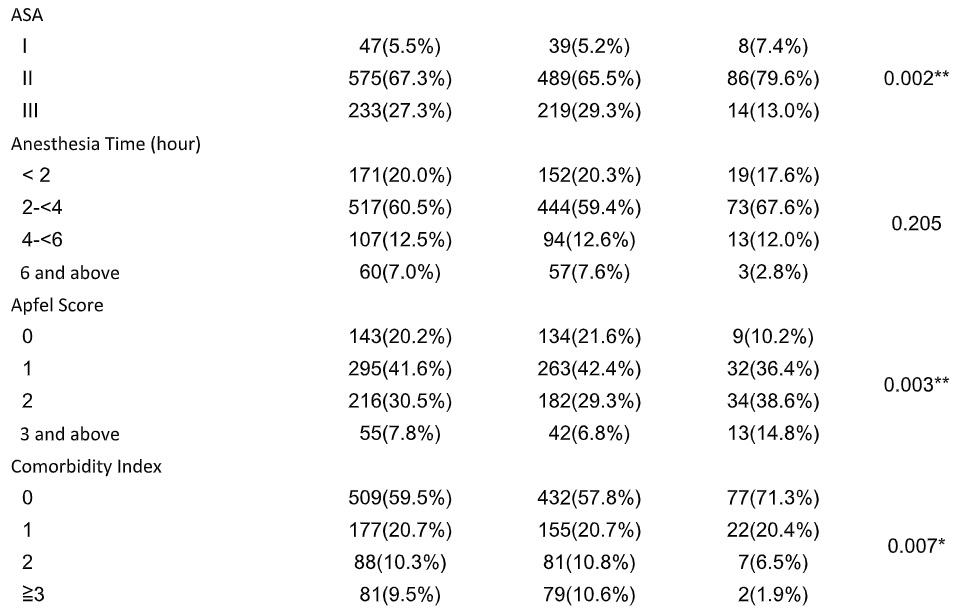 ASA
I 47(5.5%) 39(5.2%) 8(7.4%)
II 575(67.3%) 489(65.5%) 86(79.6%) 0.002**
III 233(27.3%) 219(29.3%) 14(13.0%)
Anesthesia Time (hour)
< 2 171(20.0%) 152(20.3%) 19(17.6%)
2-<4 517(60.5%) 444(59.4%) 73(67.6%)
0.205
4-<6 107(12.5%) 94(12.6%) 13(12.0%)
6 and above 60(7.0%) 57(7.6%) 3(2.8%)
Apfel Score
0 143(20.2%) 134(21.6%) 9(10.2%)
1 295(41.6%) 263(42.4%) 32(36.4%)
0.003**
2 216(30.5%) 182(29.3%) 34(38.6%)
3 and above 55(7.8%) 42(6.8%) 13(14.8%)
Comorbidity Index
0 509(59.5%) 432(57.8%) 77(71.3%)
1 177(20.7%) 155(20.7%) 22(20.4%)
0.007*
2 88(10.3%) 81(10.8%) 7(6.5%)
≧3 81(9.5%) 79(10.6%) 2(1.9%)